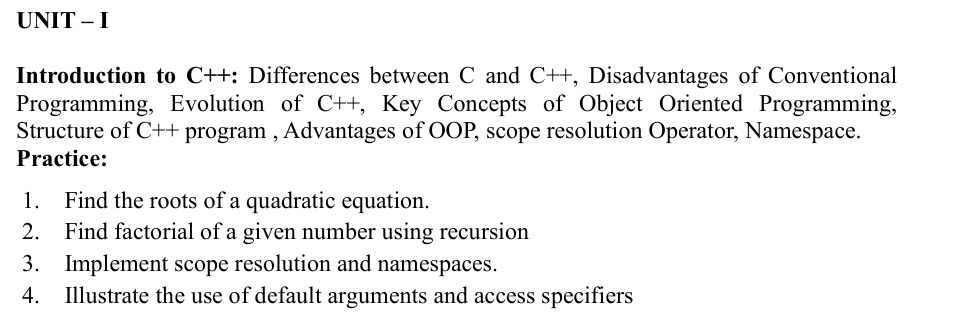 UNIT – I
Introduction to C++: Differences between C and C++, Disadvantages of Conventional
Programming, Evolution of C++, Key Concepts of Object Oriented Programming,
Structure of C++ program , Advantages of OOP, scope resolution Operator, Namespace.
Practice:
1. Find the roots of a quadratic equation.
2. Find factorial of a given number using recursion
3. Implement scope resolution and namespaces.
4. Illustrate the use of default arguments and access specifiers